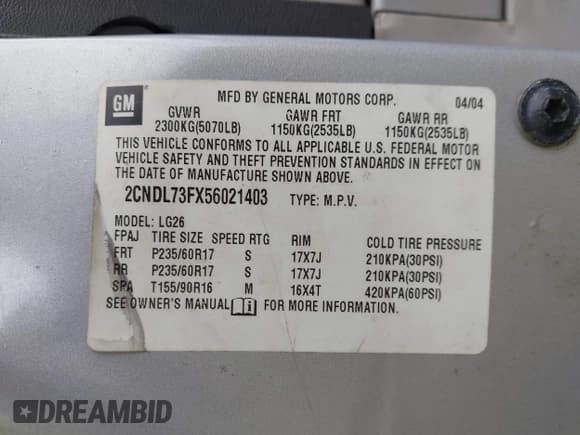 GM
MFD BY GENERAL MOTORS CORP. 04/04
GVWR GAWR FRT GAWR RR
2300KG(5070LB) 1150KG(2535LB) 1150KG(2535LB)
THIS VEHICLE CONFORMS TO ALL APPLICABLE U.S. FEDERAL MOTOR
VEHICLE SAFETY AND THEFT PREVENTION STANDARDS IN EFFECT ON
THE DATE OF MANUFACTURE SHOWN ABOVE.
2CNDL73FX56021403 TYPE: M.P.V.
MODEL: LG26
FPAJ TIRE SIZE SPEED RTG RIM COLD TIRE PRESSURE
FRT P235/60R17 S 17X7J 210KPA(30PSI)
RR P235/60R17 S 17X7J 210KPA(30PSI)
SPA T155/90R16 M 16X4T 420KPA(60PSI)
SEE OWNER'S MANUAL FOR MORE INFORMATION.
DREAMBID